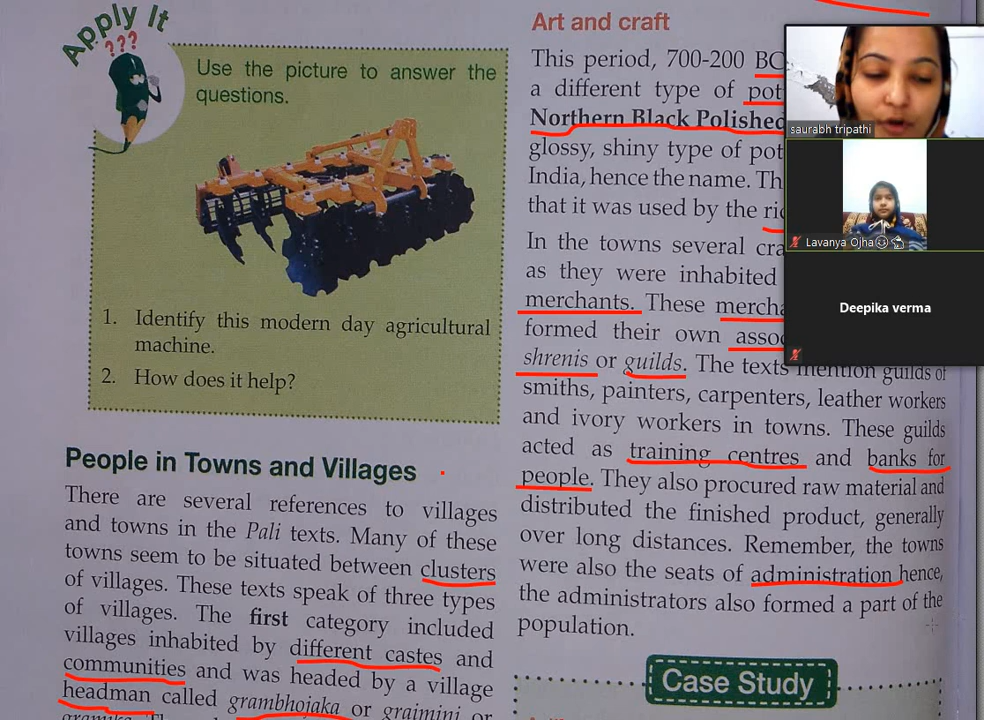 Apply It
???
Use the picture to answer the
questions.
1. Identify this modern day agricultural
machine.
2. How does it help?
People in Towns and Villages
There are several references to villages
and towns in the Pali texts. Many of these
towns seem to be situated between clusters
of villages. These texts speak of three types
of villages. The first category included
villages inhabited by different castes and
communities and was headed by a village
headman called grambhojaka or graimini or
Art and craft
This period, 700-200 BC
a different type of pot
Northern Black Polished
glossy, shiny type of pot
India, hence the name. Th
that it was used by the ric
In the towns several cra
as they were inhabited
merchants. These mercha
formed their own assoc
shrenis or guilds. The texts mention guilds of
smiths, painters, carpenters, leather workers
and ivory workers in towns. These guilds
acted as training centres and banks for
people. They also procured raw material and
distributed the finished product, generally
over long distances. Remember, the towns
were also the seats of administration hence,
the administrators also formed a part of the
population.
Case Study
saurabh tripathi
Lavanya Ojha
Deepika verma